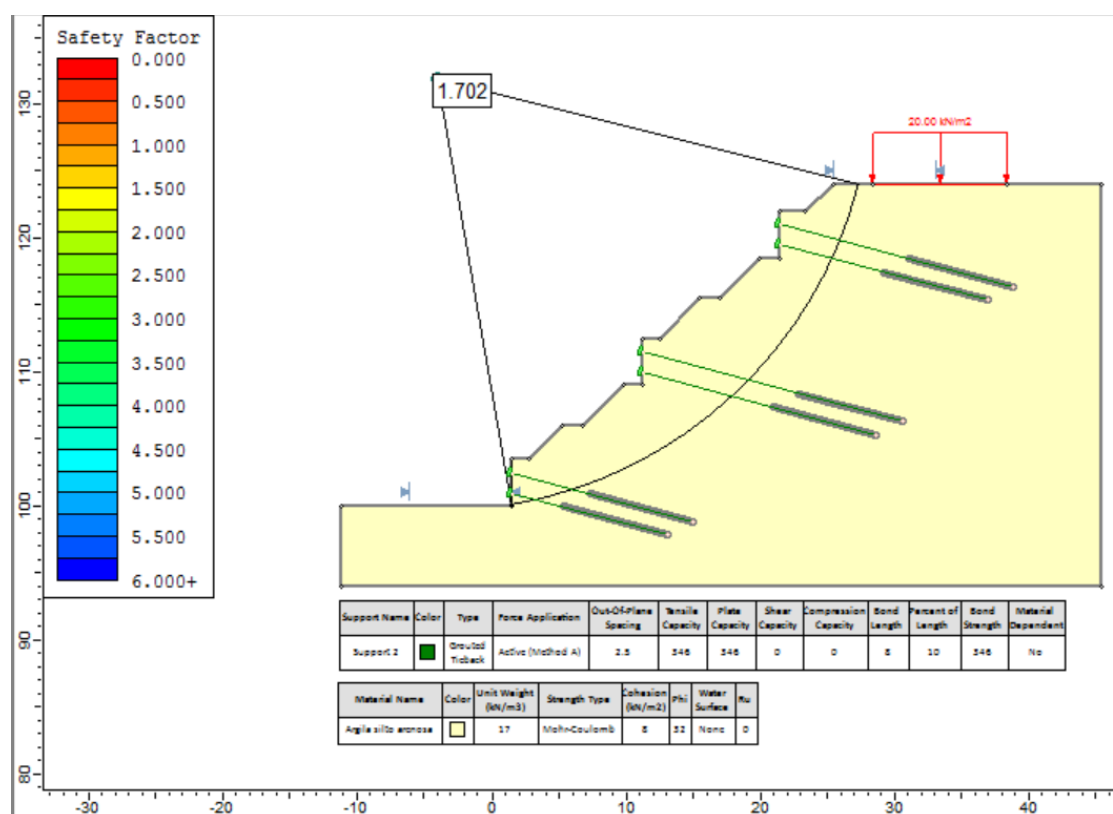 Safety Factor
0.000
0.500
1.000
1.500
2.000
2.500
3.000
3.500
4.000
4.500
5.000
5.500
6.000+
130
120
110
100
90
80
1.702
20.00 kN/m2
Support Name Color Type Force Application Out-Of-Plane Spacing Tensile Capacity Plate Capacity Shear Capacity Compression Capacity Bond Length Percent of Length Bond Strength Material Dependent
Support 2 Grouted Tieback Active (Method A) 2.5 346 346 0 0 8 10 346 No
Material Name Color Unit Weight (kN/m3) Strength Type Cohesion (kN/m2) Phi Water Surface Ru
Argila silto arenosa 17 Mohr-Coulomb 8 32 None 0
-30 -20 -10 0 10 20 30 40